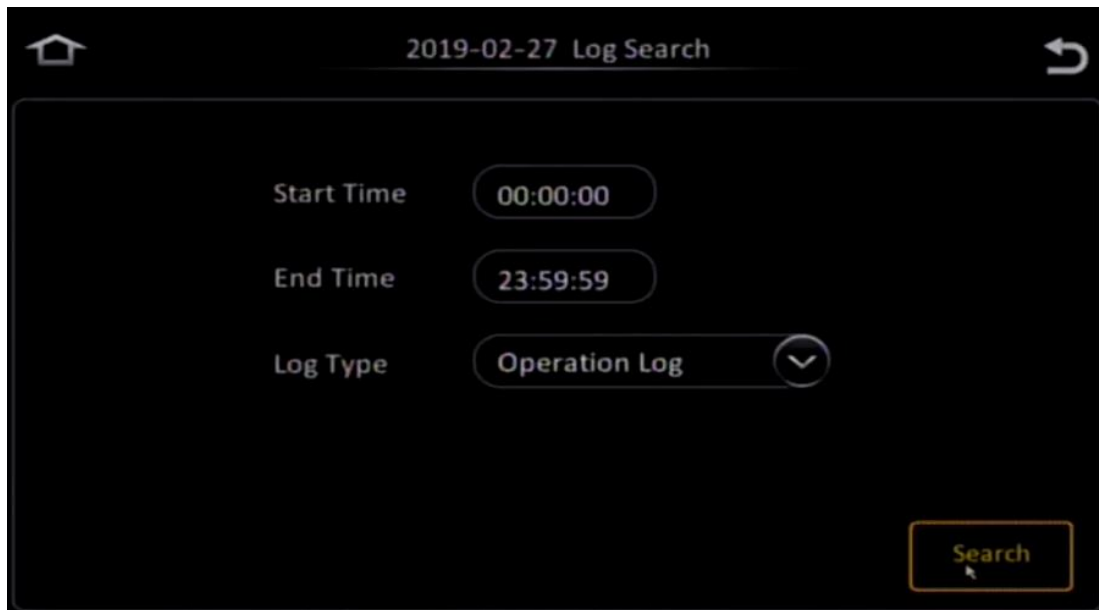 2019-02-27 Log Search
Start Time 00:00:00
End Time 23:59:59
Log Type Operation Log
Search